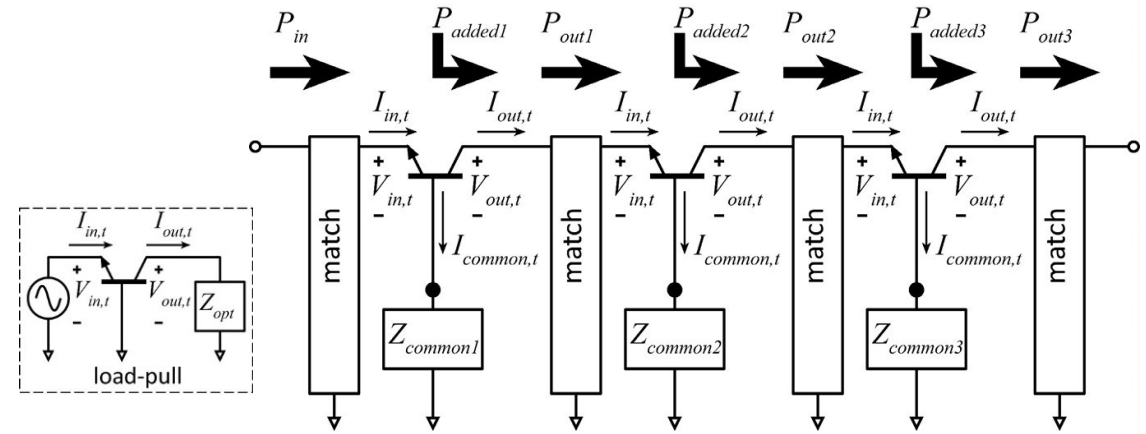 P_in P_added1 P_out1 P_added2 P_out2 P_added3 P_out3
I_in,t I_out,t I_in,t I_out,t I_in,t I_out,t
+ + + + + +
V_in,t V_out,t V_in,t V_out,t V_in,t V_out,t
− − − − − −
I_common,t I_common,t I_common,t
match match match match
Z_common1 Z_common2 Z_common3
I_in,t I_out,t
+ +
V_in,t V_out,t Z_opt
− −
load-pull